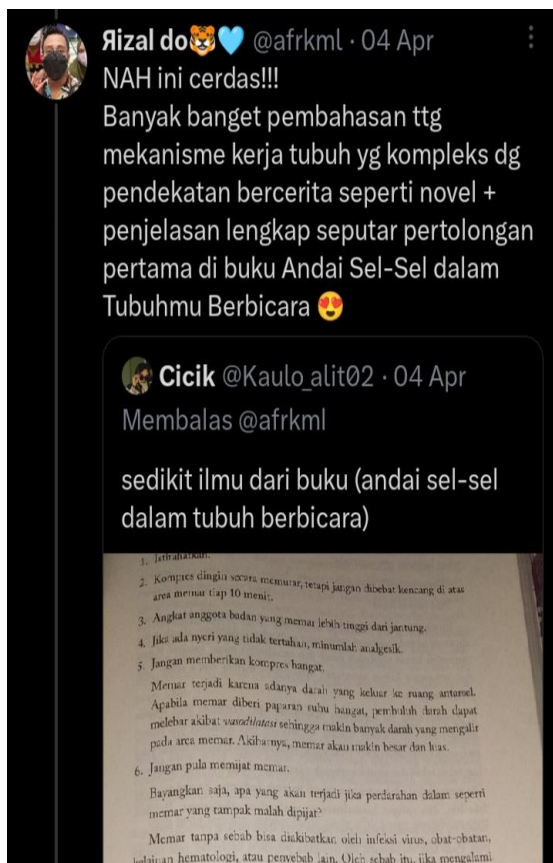 Яizal do🐯🩵 @afrkml · 04 Apr
NAH ini cerdas!!!
Banyak banget pembahasan ttg
mekanisme kerja tubuh yg kompleks dg
pendekatan bercerita seperti novel +
penjelasan lengkap seputar pertolongan
pertama di buku Andai Sel-Sel dalam
Tubuhmu Berbicara 😍
Cicik @Kaulo_alit02 · 04 Apr
Membalas @afrkml
sedikit ilmu dari buku (andai sel-sel
dalam tubuh berbicara)
1. Istirahatkan.
2. Kompres dingin secara memutar, tetapi jangan dibebat kencang di atas
area memar tiap 10 menit.
3. Angkat anggota badan yang memar lebih tinggi dari jantung.
4. Jika ada nyeri yang tidak tertahan, minumlah analgesik.
5. Jangan memberikan kompres hangat.
Memar terjadi karena adanya darah yang keluar ke ruang antarsel.
Apabila memar diberi paparan suhu hangat, pembuluh darah dapat
melebar akibat vasodilatasi sehingga makin banyak darah yang mengalir
pada area memar. Akibatnya, memar akan makin besar dan luas.
6. Jangan pula memijat memar.
Bayangkan saja, apa yang akan terjadi jika perdarahan dalam seperti
memar yang tampak malah dipijat?
Memar tanpa sebab bisa diakibatkan oleh infeksi virus, obat-obatan,
kelainan hematologi, atau penyebab lain. Oleh sebab itu, jika mengalami